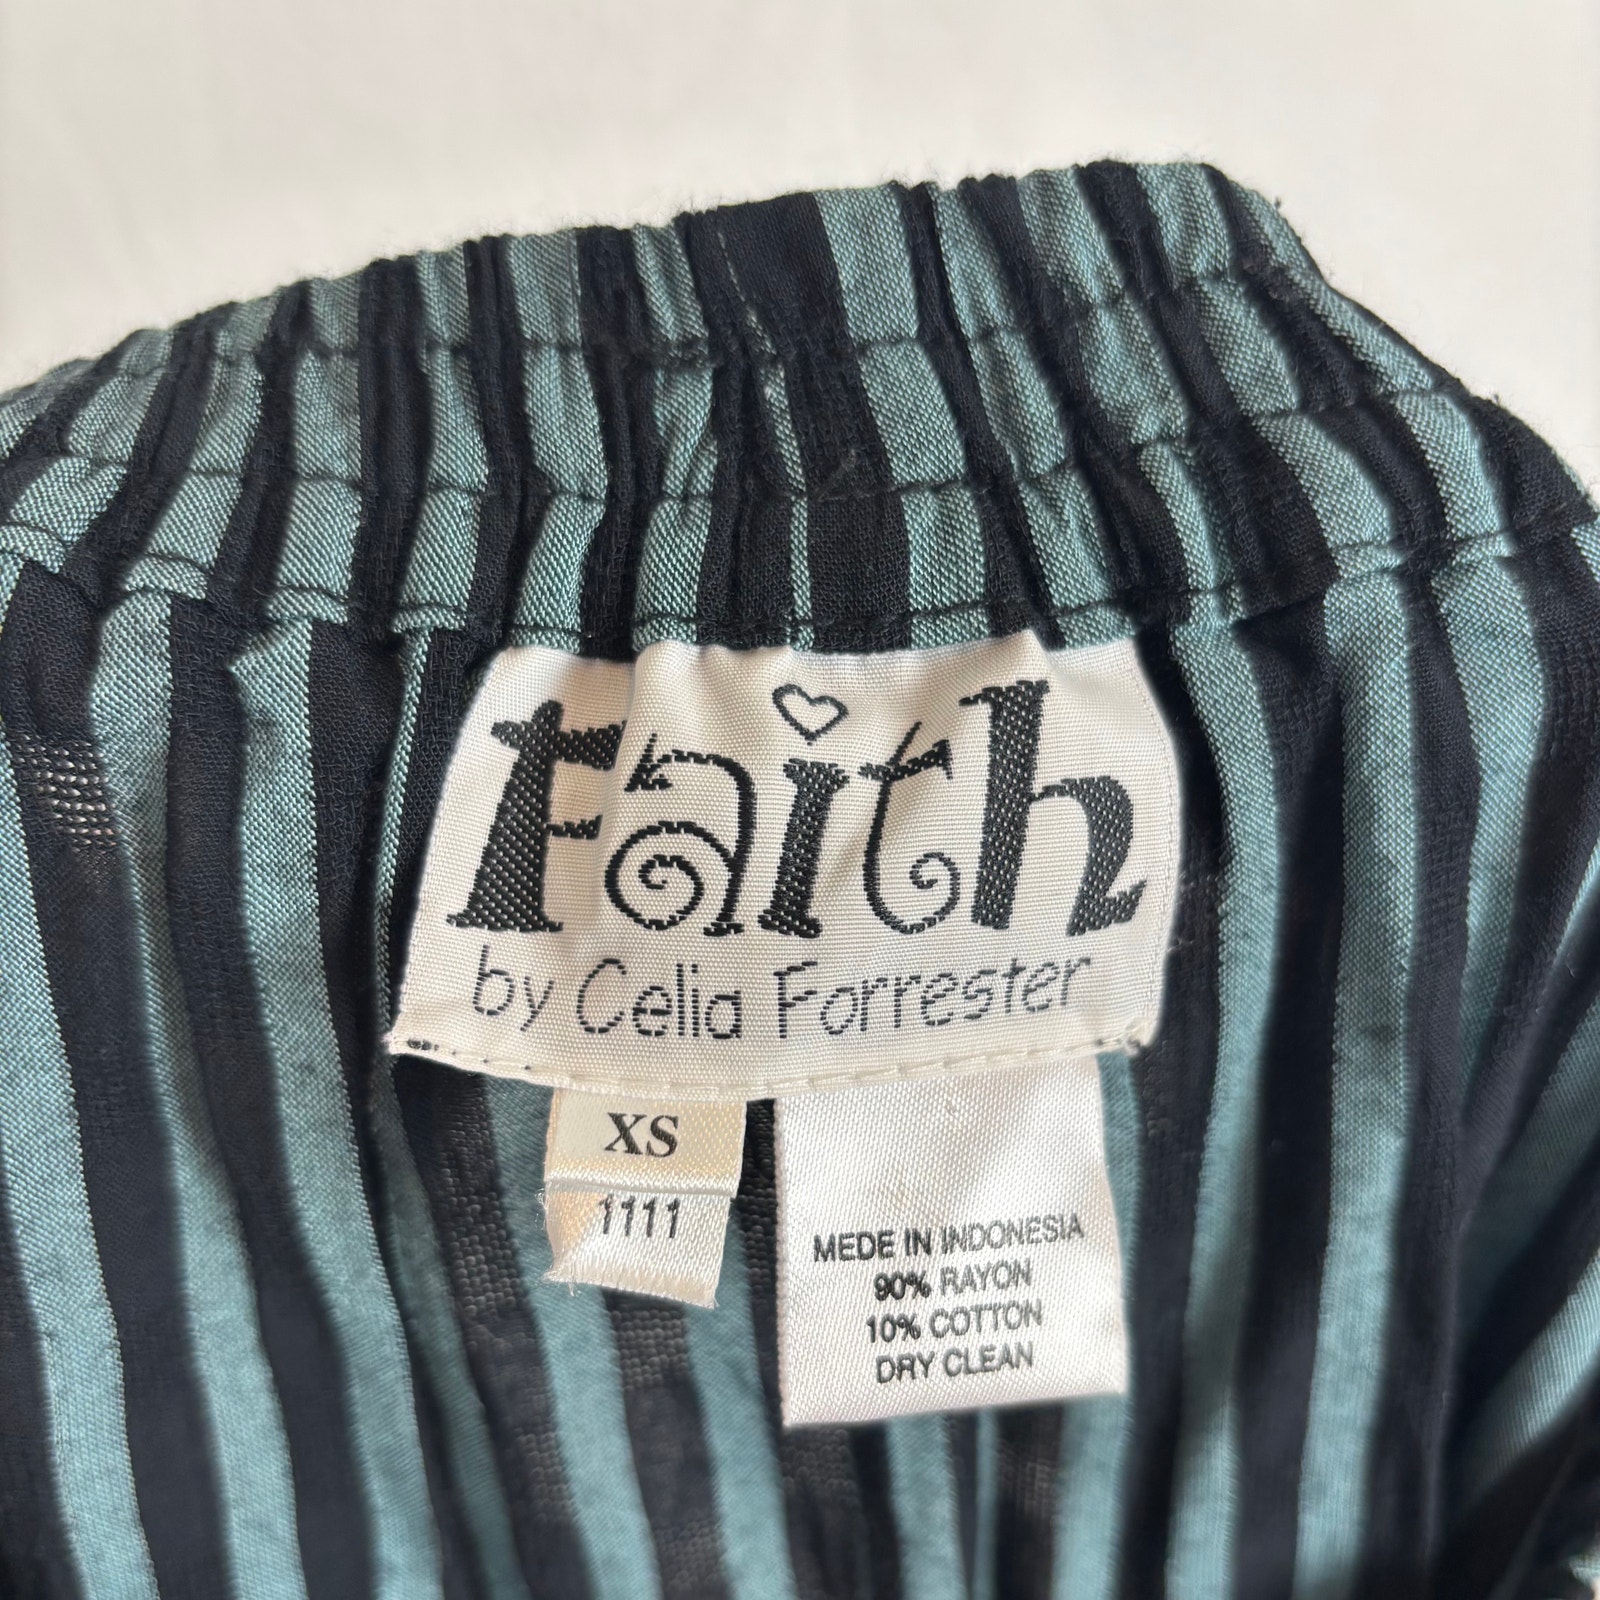 Faith
by Celia Forrester
XS
1111
MEDE IN INDONESIA
90% RAYON
10% COTTON
DRY CLEAN